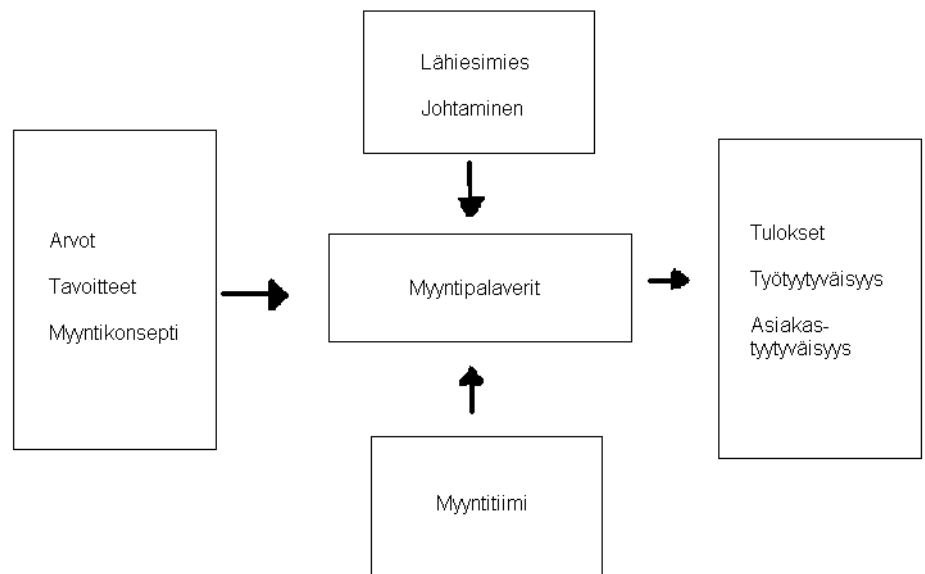 Lähiesimies
Johtaminen
Arvot
Tavoitteet
Myyntikonsepti
Myyntipalaverit
Tulokset
Työtyytyväisyys
Asiakas-
tyytyväisyys
Myyntitiimi